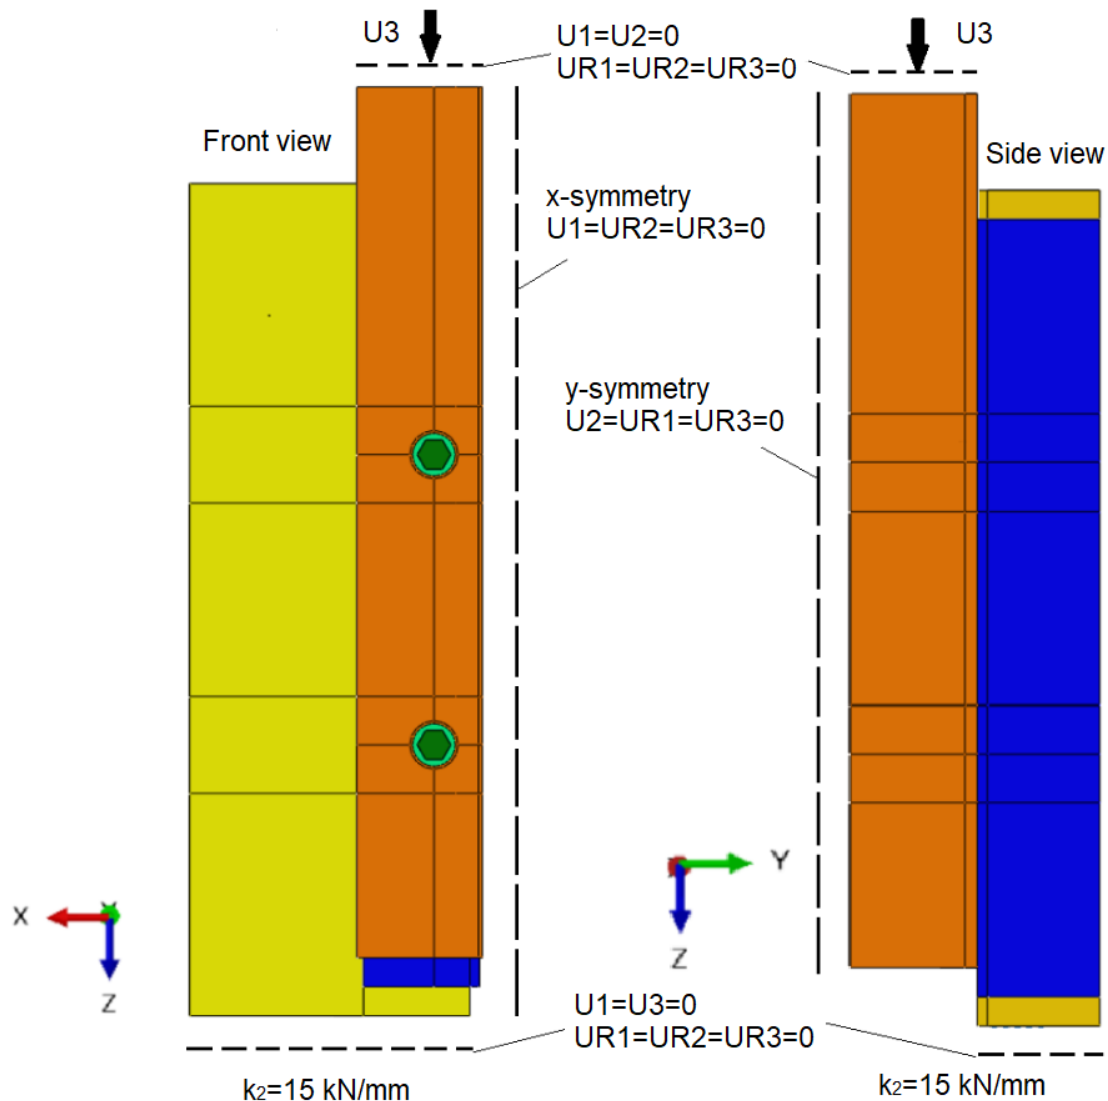 U3
U1=U2=0
UR1=UR2=UR3=0
U3
Front view
Side view
x-symmetry
U1=UR2=UR3=0
y-symmetry
U2=UR1=UR3=0
X
Y
Z
Y
Z
U1=U3=0
UR1=UR2=UR3=0
k₂=15 kN/mm
k₂=15 kN/mm